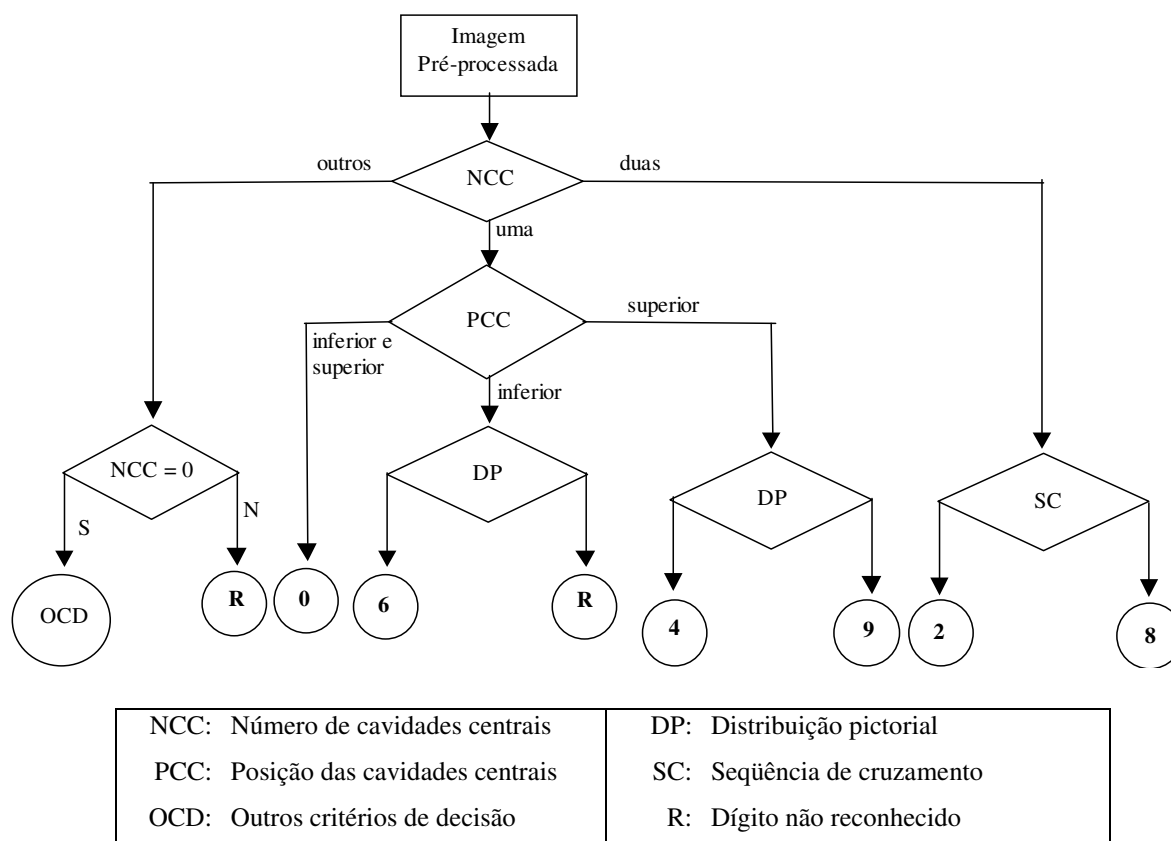 Imagem
Pré-processada
outros
NCC
duas
uma
PCC
superior
inferior e
superior
inferior
NCC = 0
DP
DP
SC
S
N
OCD
R
0
6
R
4
9
2
8
NCC: Número de cavidades centrais
DP: Distribuição pictorial
PCC: Posição das cavidades centrais
SC: Seqüência de cruzamento
OCD: Outros critérios de decisão
R: Dígito não reconhecido